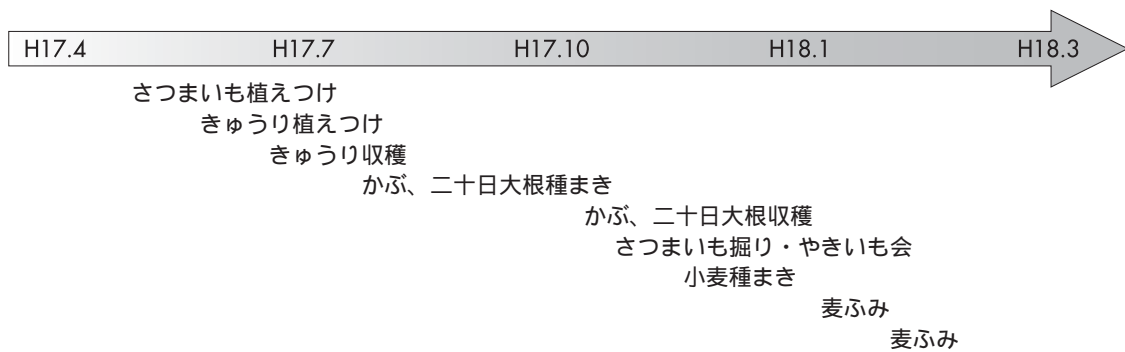 H17.4 H17.7 H17.10 H18.1 H18.3
さつまいも植えつけ
きゅうり植えつけ
きゅうり収穫
かぶ、二十日大根種まき
かぶ、二十日大根収穫
さつまいも掘り・やきいも会
小麦種まき
麦ふみ
麦ふみ